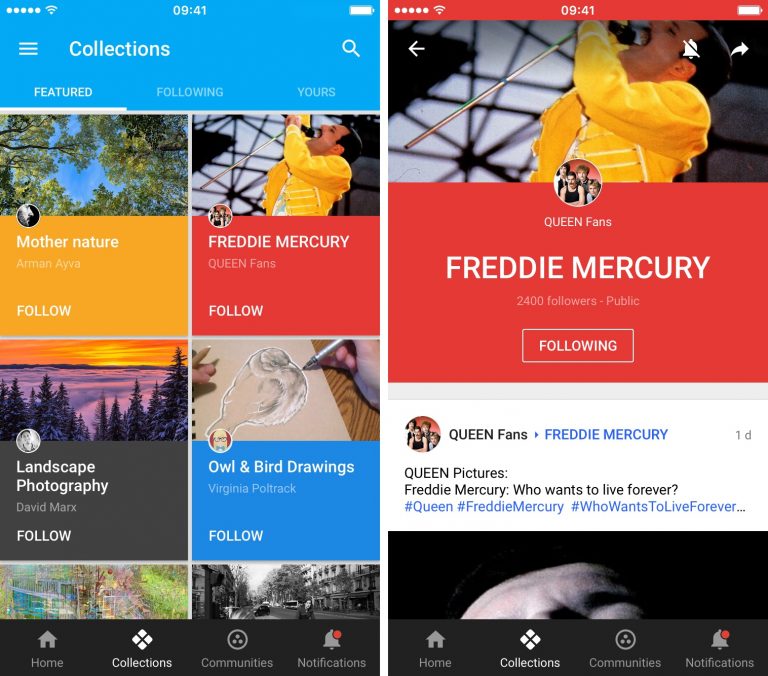 09:41
Collections
FEATURED FOLLOWING YOURS
Mother nature
Arman Ayva
FOLLOW
FREDDIE MERCURY
QUEEN Fans
FOLLOW
Landscape
Photography
David Marx
FOLLOW
Owl & Bird Drawings
Virginia Poltrack
FOLLOW
Home Collections Communities Notifications
09:41
QUEEN Fans
FREDDIE MERCURY
2400 followers - Public
FOLLOWING
QUEEN Fans FREDDIE MERCURY 1 d
QUEEN Pictures:
Freddie Mercury: Who wants to live forever?
#Queen #FreddieMercury #WhoWantsToLiveForever...
Home Collections Communities Notifications